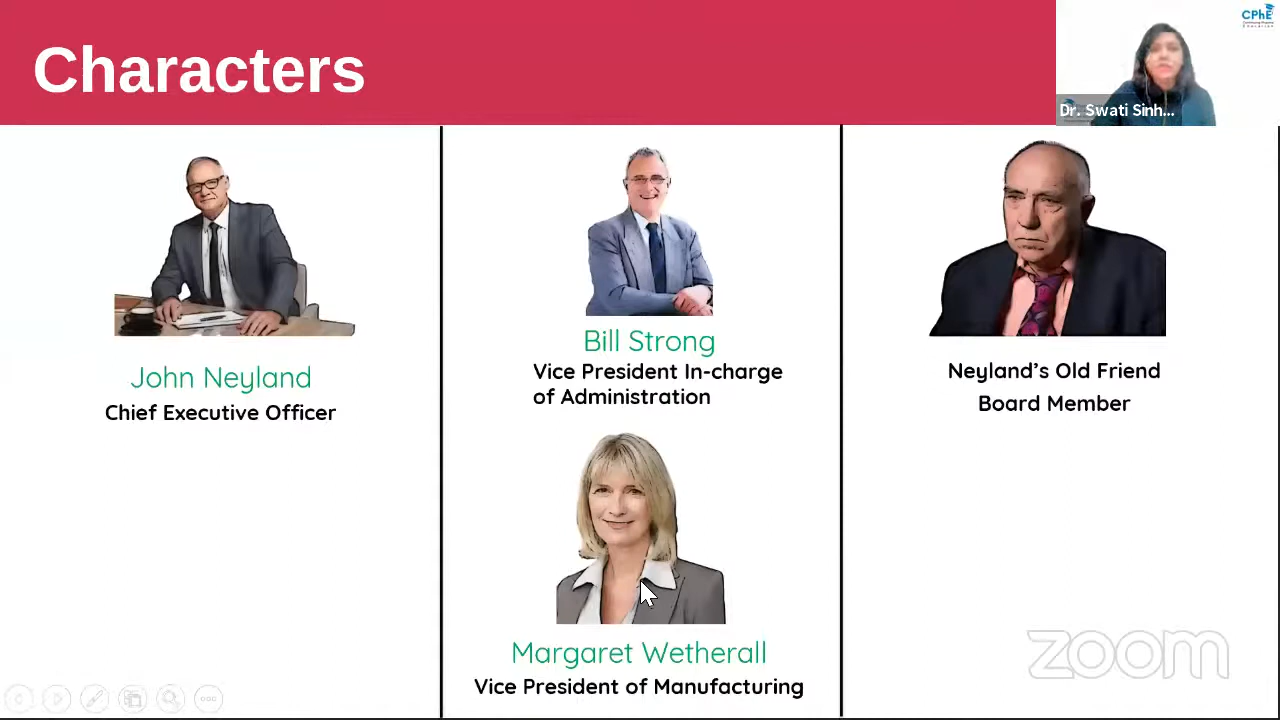 Characters
CPhE
Dr. Swati Sinh...
John Neyland
Chief Executive Officer
Bill Strong
Vice President In-charge
of Administration
Margaret Wetherall
Vice President of Manufacturing
Neyland's Old Friend
Board Member
zoom